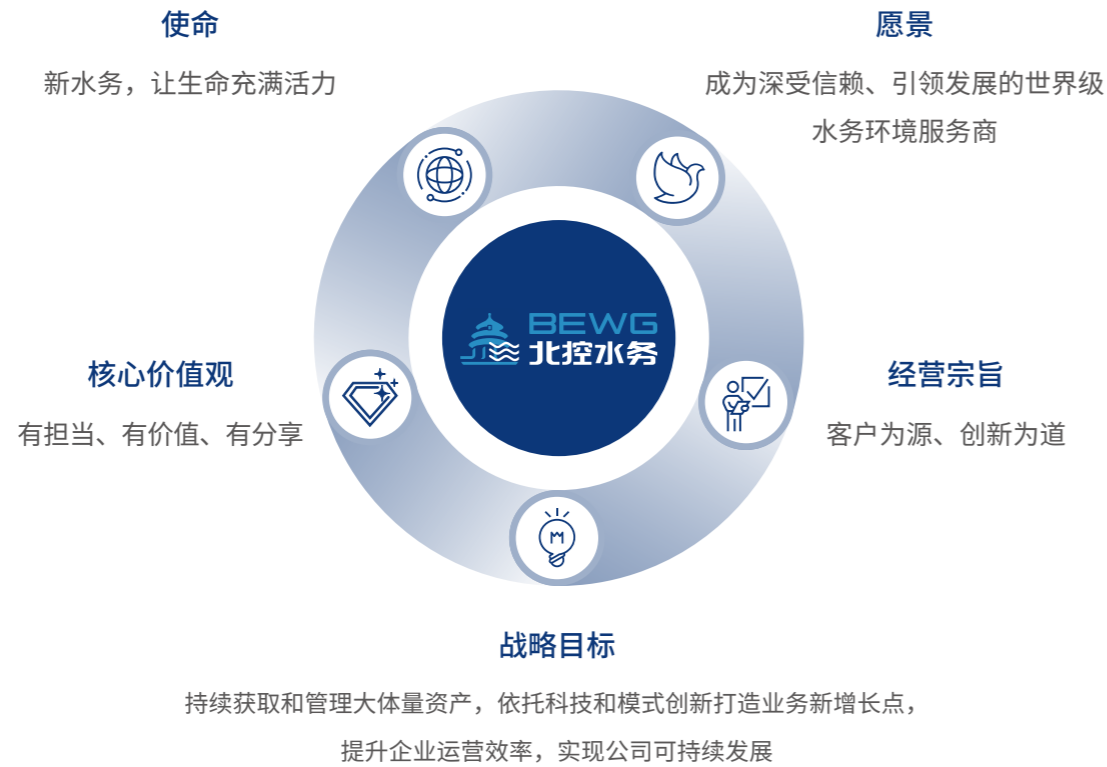 使命
新水务，让生命充满活力
愿景
成为深受信赖、引领发展的世界级
水务环境服务商
BEWG
北控水务
核心价值观
有担当、有价值、有分享
经营宗旨
客户为源、创新为道
战略目标
持续获取和管理大体量资产，依托科技和模式创新打造业务新增长点，
提升企业运营效率，实现公司可持续发展